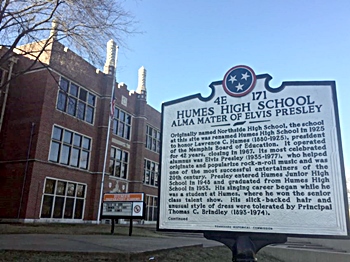 4E 171
HUMES HIGH SCHOOL
ALMA MATER OF ELVIS PRESLEY
Originally named Northside High School, the school
at this site was renamed Humes High School in 1925
to honor Lawrence C. Humes (1880-1925), president
of the Memphis Board of Education. It operated
for 42 years, closing in 1967. Its most celebrated
alumnus was Elvis Presley (1935-1977), who helped
originate and popularize rock-n-roll music and was
one of the most successful entertainers of the
20th century. Presley entered Humes Junior High
School in 1948 and graduated from Humes High
School in 1953. His singing career began while he
was a student at Humes, where he won the senior
class talent show. His slick-backed hair and
unusual style of dress were tolerated by Principal
Thomas C. Brindley (1893-1974).
TENNESSEE HISTORICAL COMMISSION